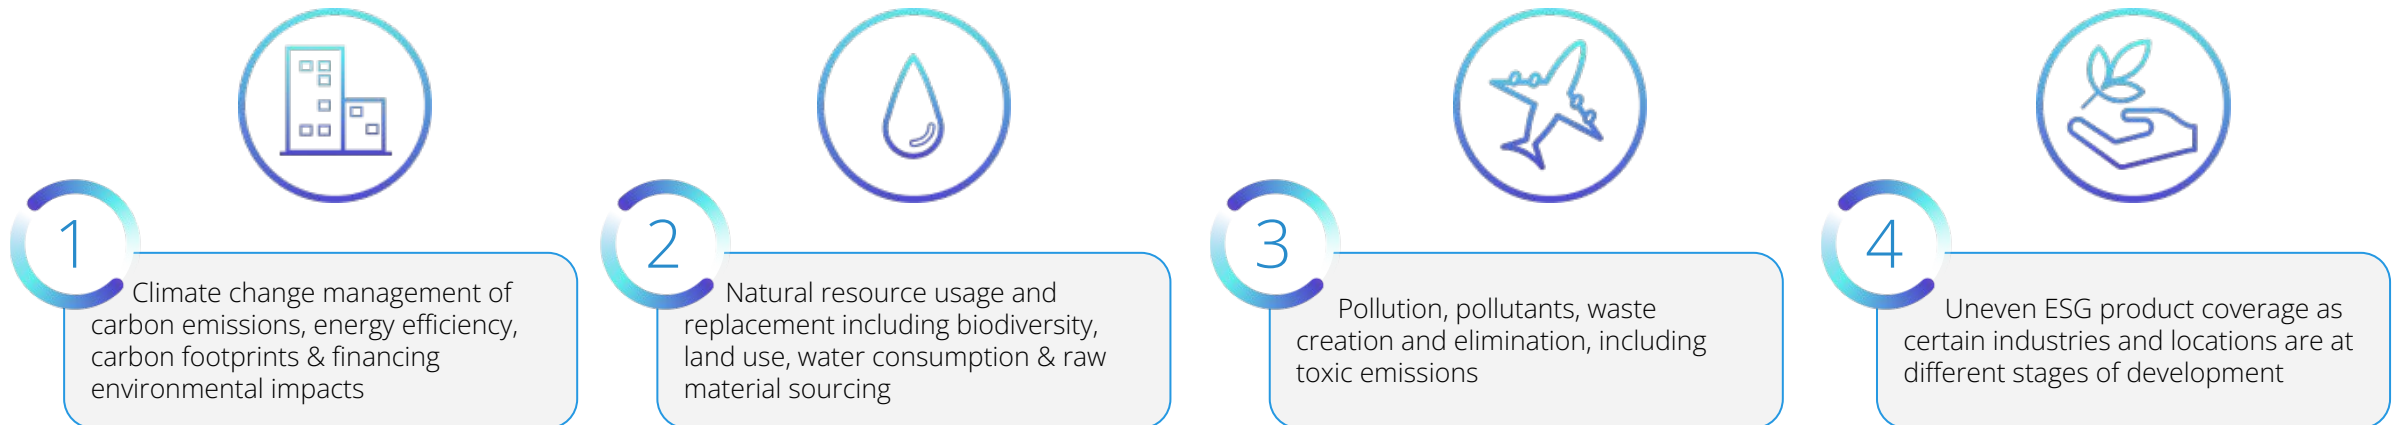 1
Climate change management of
carbon emissions, energy efficiency,
carbon footprints & financing
environmental impacts
2
Natural resource usage and
replacement including biodiversity,
land use, water consumption & raw
material sourcing
3
Pollution, pollutants, waste
creation and elimination, including
toxic emissions
4
Uneven ESG product coverage as
certain industries and locations are at
different stages of development